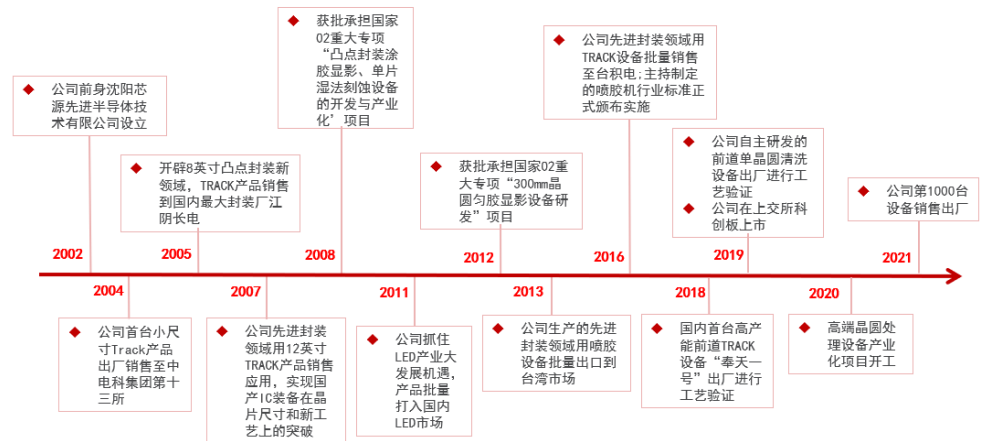 2002
◆ 公司前身沈阳芯
源先进半导体技
术有限公司设立
2004
◆ 公司首台小尺
寸Track产品
出厂销售至中
电科集团第十
三所
2005
◆ 开辟8英寸凸点封装新
领域，TRACK产品销售
到国内最大封装厂江
阴长电
2007
◆ 公司先进封装
领域用12英寸
TRACK产品销售
应用，实现国
产IC装备在晶
片尺寸和新工
艺上的突破
2008
◆ 获批承担国家
02重大专项
“凸点封装涂
胶显影、单片
湿法刻蚀设备
的开发与产业
化’项目
2011
◆ 公司抓住
LED产业大
发展机遇，
产品批量
打入国内
LED市场
2012
◆ 获批承担国家02重
大专项“300mm晶
圆匀胶显影设备研
发”项目
2013
◆ 公司生产的先进
封装领域用喷胶
设备批量出口到
台湾市场
2016
◆ 公司先进封装领域用
TRACK设备批量销售
至台积电;主持制定
的喷胶机行业标准正
式颁布实施
2018
◆ 国内首台高产
能前道TRACK
设备“奉天一
号”出厂进行
工艺验证
2019
◆ 公司自主研发的
前道单晶圆清洗
设备出厂进行工
艺验证
◆ 公司在上交所科
创板上市
2020
◆ 高端晶圆处
理设备产业
化项目开工
2021
◆ 公司第1000台
设备销售出厂